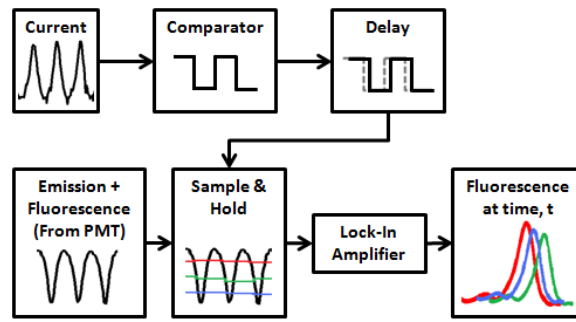 Current
Comparator
Delay
Emission +
Fluorescence
(From PMT)
Sample &
Hold
Lock-In
Amplifier
Fluorescence
at time, t